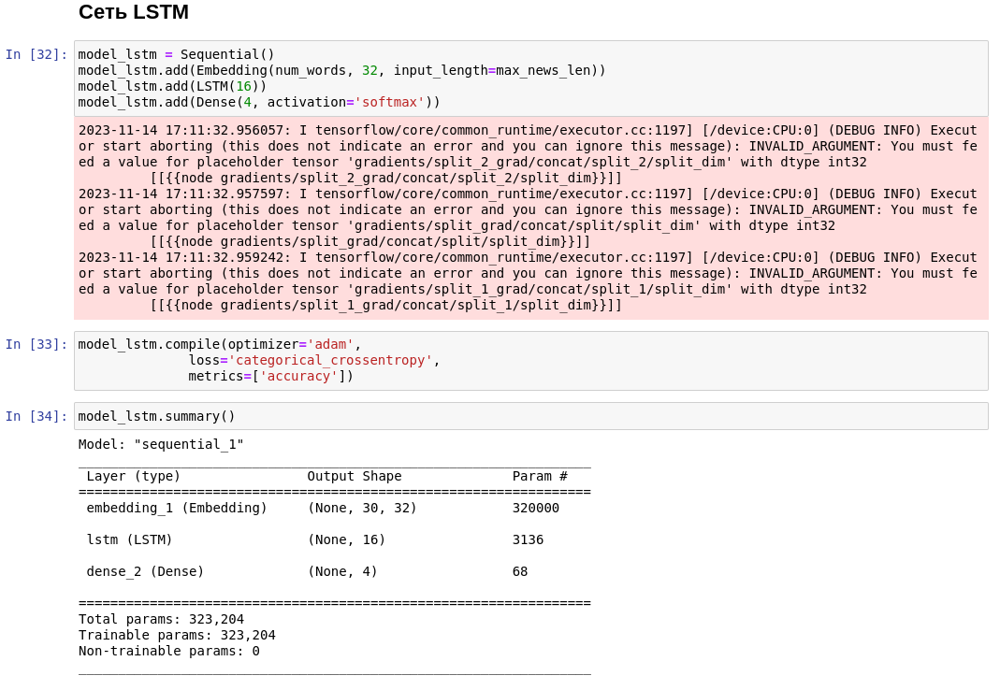 Сеть LSTM
In [32]: model_lstm = Sequential()
model_lstm.add(Embedding(num_words, 32, input_length=max_news_len))
model_lstm.add(LSTM(16))
model_lstm.add(Dense(4, activation='softmax'))
2023-11-14 17:11:32.956057: I tensorflow/core/common_runtime/executor.cc:1197] [/device:CPU:0] (DEBUG INFO) Execut
or start aborting (this does not indicate an error and you can ignore this message): INVALID_ARGUMENT: You must fe
ed a value for placeholder tensor 'gradients/split_2_grad/concat/split_2/split_dim' with dtype int32
[[{{node gradients/split_2_grad/concat/split_2/split_dim}}]]
2023-11-14 17:11:32.957597: I tensorflow/core/common_runtime/executor.cc:1197] [/device:CPU:0] (DEBUG INFO) Execut
or start aborting (this does not indicate an error and you can ignore this message): INVALID_ARGUMENT: You must fe
ed a value for placeholder tensor 'gradients/split_grad/concat/split/split_dim' with dtype int32
[[{{node gradients/split_grad/concat/split/split_dim}}]]
2023-11-14 17:11:32.959242: I tensorflow/core/common_runtime/executor.cc:1197] [/device:CPU:0] (DEBUG INFO) Execut
or start aborting (this does not indicate an error and you can ignore this message): INVALID_ARGUMENT: You must fe
ed a value for placeholder tensor 'gradients/split_1_grad/concat/split_1/split_dim' with dtype int32
[[{{node gradients/split_1_grad/concat/split_1/split_dim}}]]
In [33]: model_lstm.compile(optimizer='adam',
loss='categorical_crossentropy',
metrics=['accuracy'])
In [34]: model_lstm.summary()
Model: "sequential_1"
_________________________________________________________________
Layer (type) Output Shape Param #
=================================================================
embedding_1 (Embedding) (None, 30, 32) 320000
lstm (LSTM) (None, 16) 3136
dense_2 (Dense) (None, 4) 68
=================================================================
Total params: 323,204
Trainable params: 323,204
Non-trainable params: 0
_________________________________________________________________